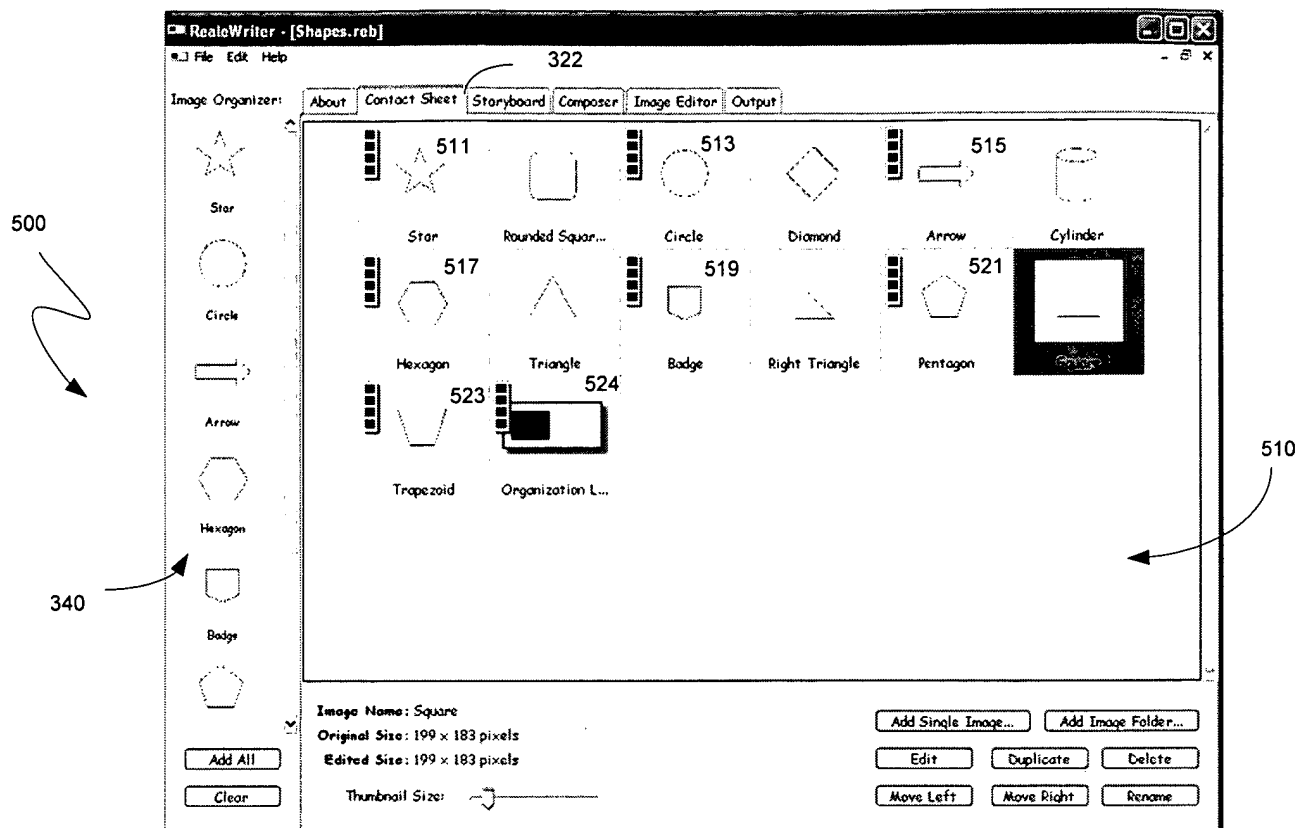 RealeWriter - [Shapes.reb]
File Edit Help
322
Image Organizer:
About Contact Sheet Storyboard Composer Image Editor Output
511 513 515
Star Rounded Squar... Circle Diamond Arrow Cylinder
517 519 521
Hexagon Triangle Badge Right Triangle Pentagon Square
523 524
Trapezoid Organization L...
Star
Circle
Arrow
Hexagon
Badge
500
340
510
Add All
Clear
Image Name: Square
Original Size: 199 x 183 pixels
Edited Size: 199 x 183 pixels
Thumbnail Size:
Add Single Image... Add Image Folder...
Edit Duplicate Delete
Move Left Move Right Rename